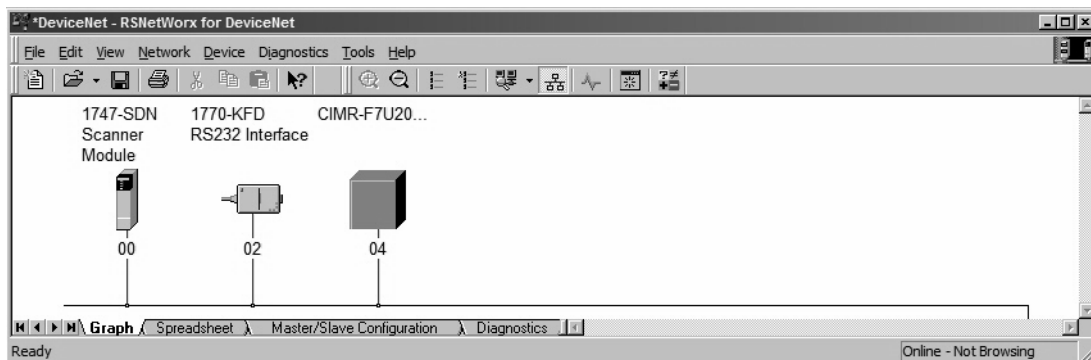 *DeviceNet - RSNetWorx for DeviceNet
File Edit View Network Device Diagnostics Tools Help
1747-SDN Scanner Module
1770-KFD RS232 Interface
CIMR-F7U20...
00 02 04
Graph Spreadsheet Master/Slave Configuration Diagnostics
Ready Online - Not Browsing